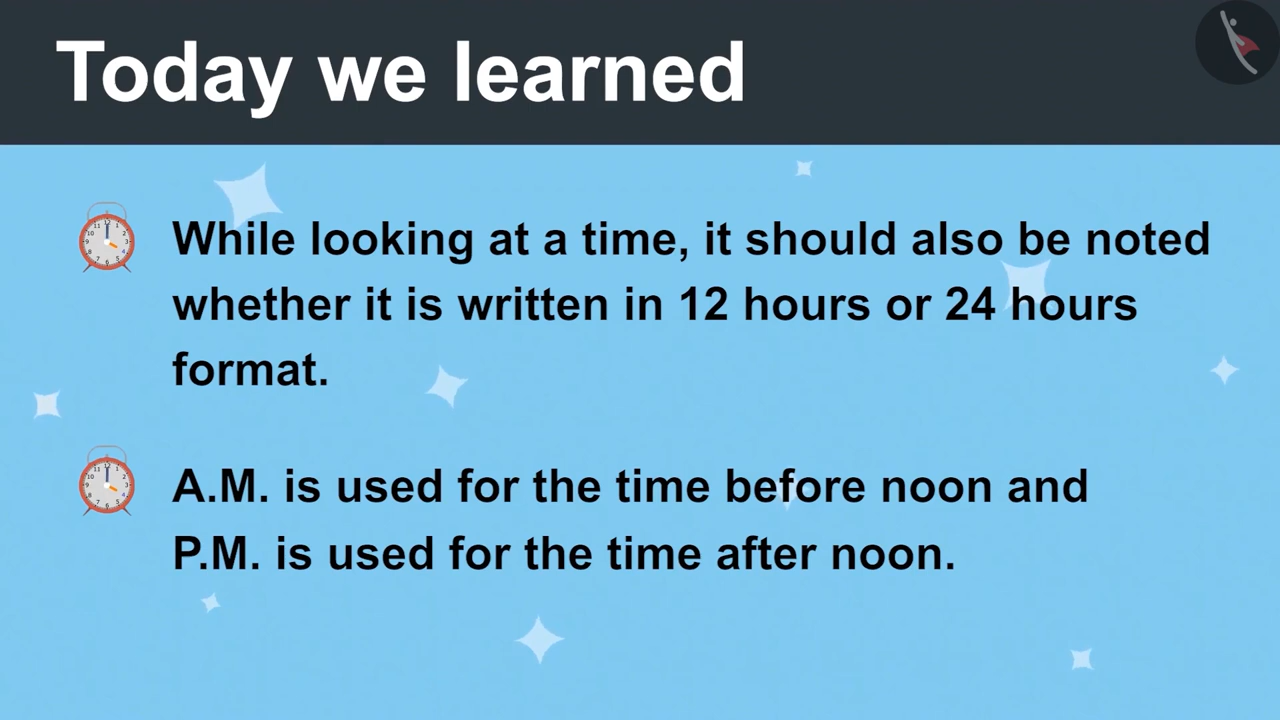 Today we learned
While looking at a time, it should also be noted
whether it is written in 12 hours or 24 hours
format.
A.M. is used for the time before noon and
P.M. is used for the time after noon.